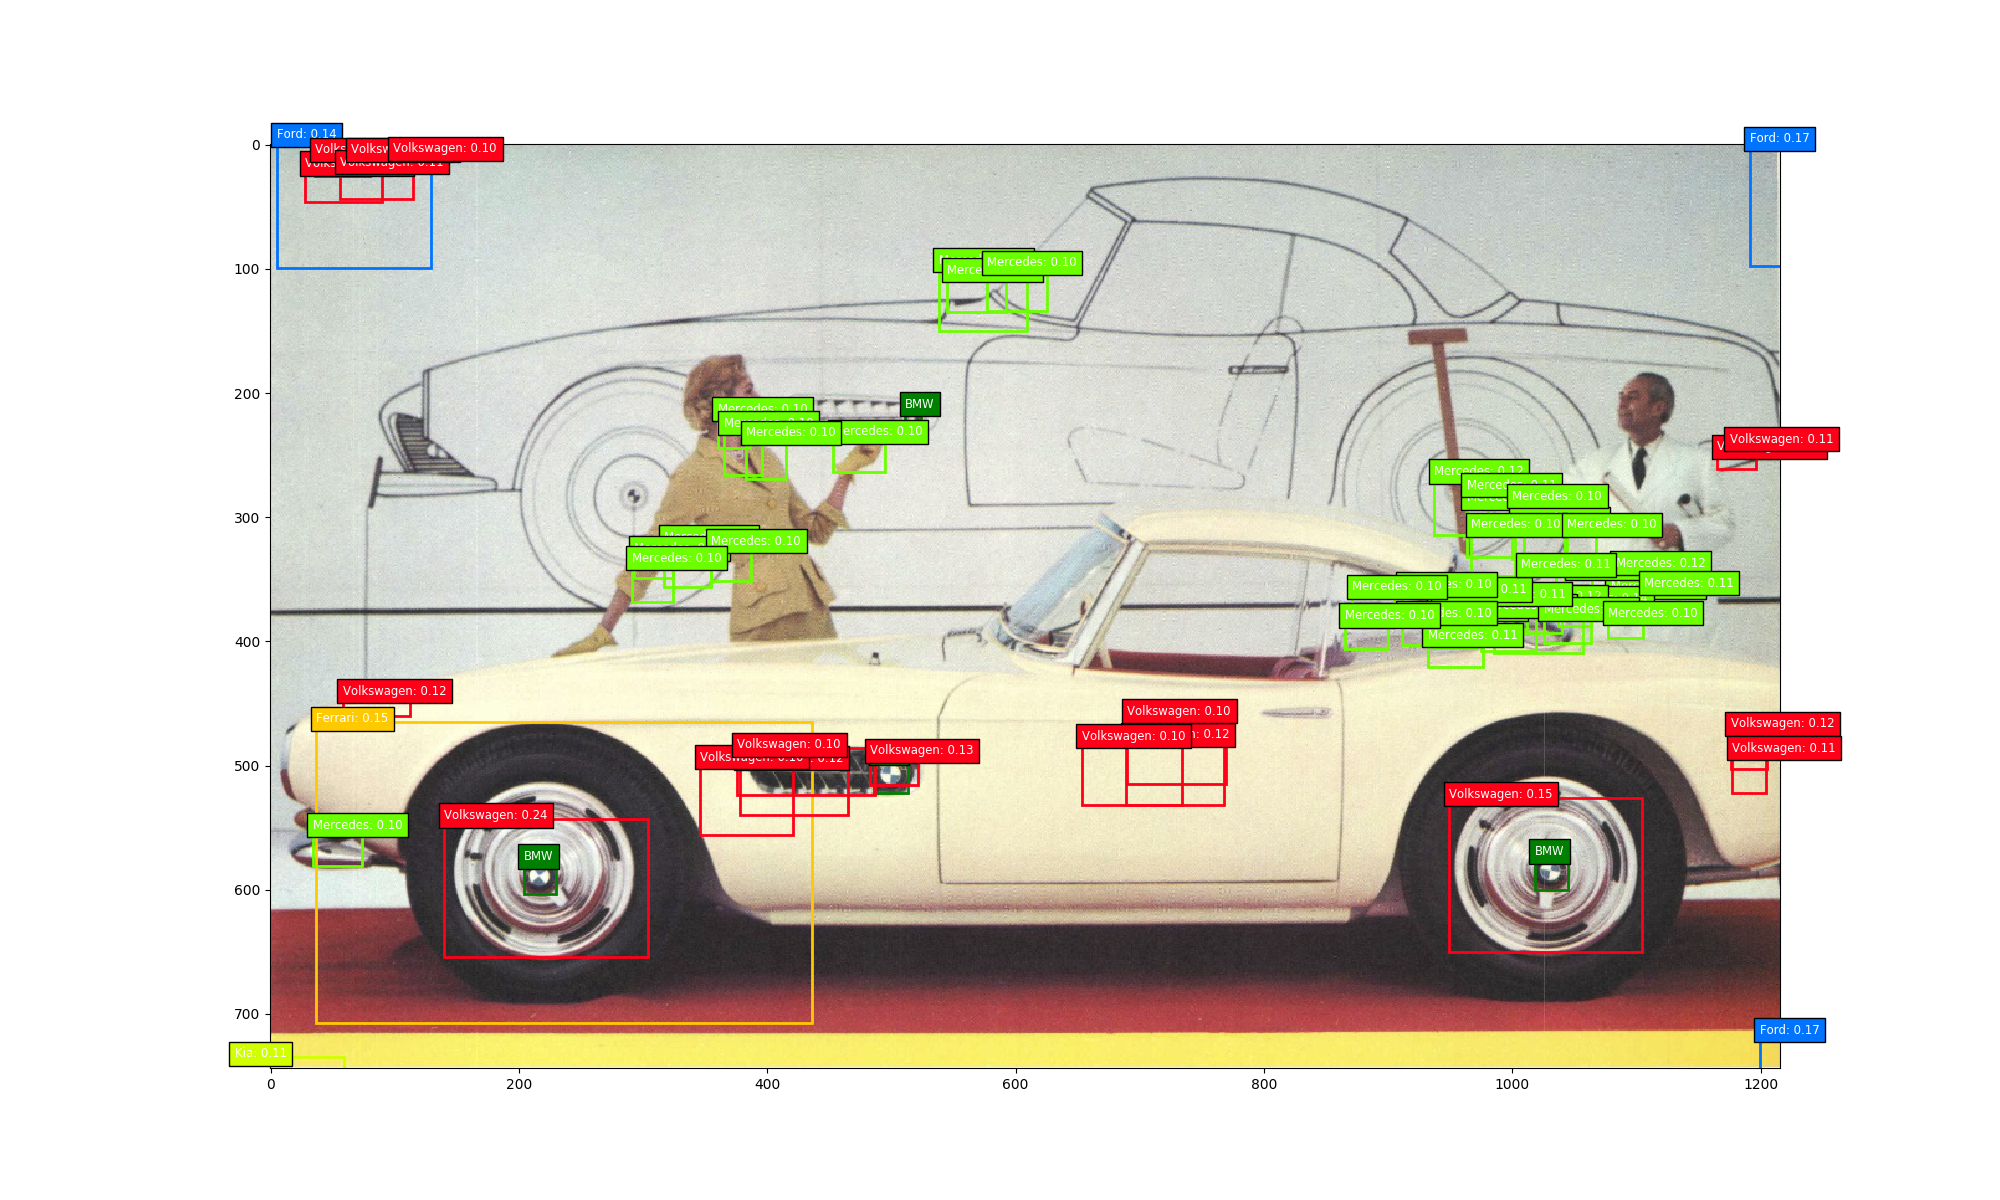 Ford: 0.14
Ford: 0.17
Volkswagen: 0.10
0
Mercedes: 0.10
100
BMW
200
Mercedes: 0.10
Mercedes: 0.10
Volkswagen: 0.11
Mercedes: 0.12
Mercedes: 0.10
300
Mercedes: 0.10
Mercedes: 0.10
Mercedes: 0.10
Mercedes: 0.10
Mercedes: 0.11
Mercedes: 0.12
Mercedes: 0.10
Mercedes: 0.11
Mercedes: 0.10
Mercedes: 0.10
Mercedes: 0.11
400
Volkswagen: 0.12
Volkswagen: 0.10
Ferrari: 0.15
Volkswagen: 0.12
Volkswagen: 0.10
Volkswagen: 0.10
Volkswagen: 0.13
Volkswagen: 0.11
500
Volkswagen: 0.15
Volkswagen: 0.24
Mercedes: 0.10
BMW
BMW
600
700
Ford: 0.17
Kia: 0.11
0
200
400
600
800
1000
1200